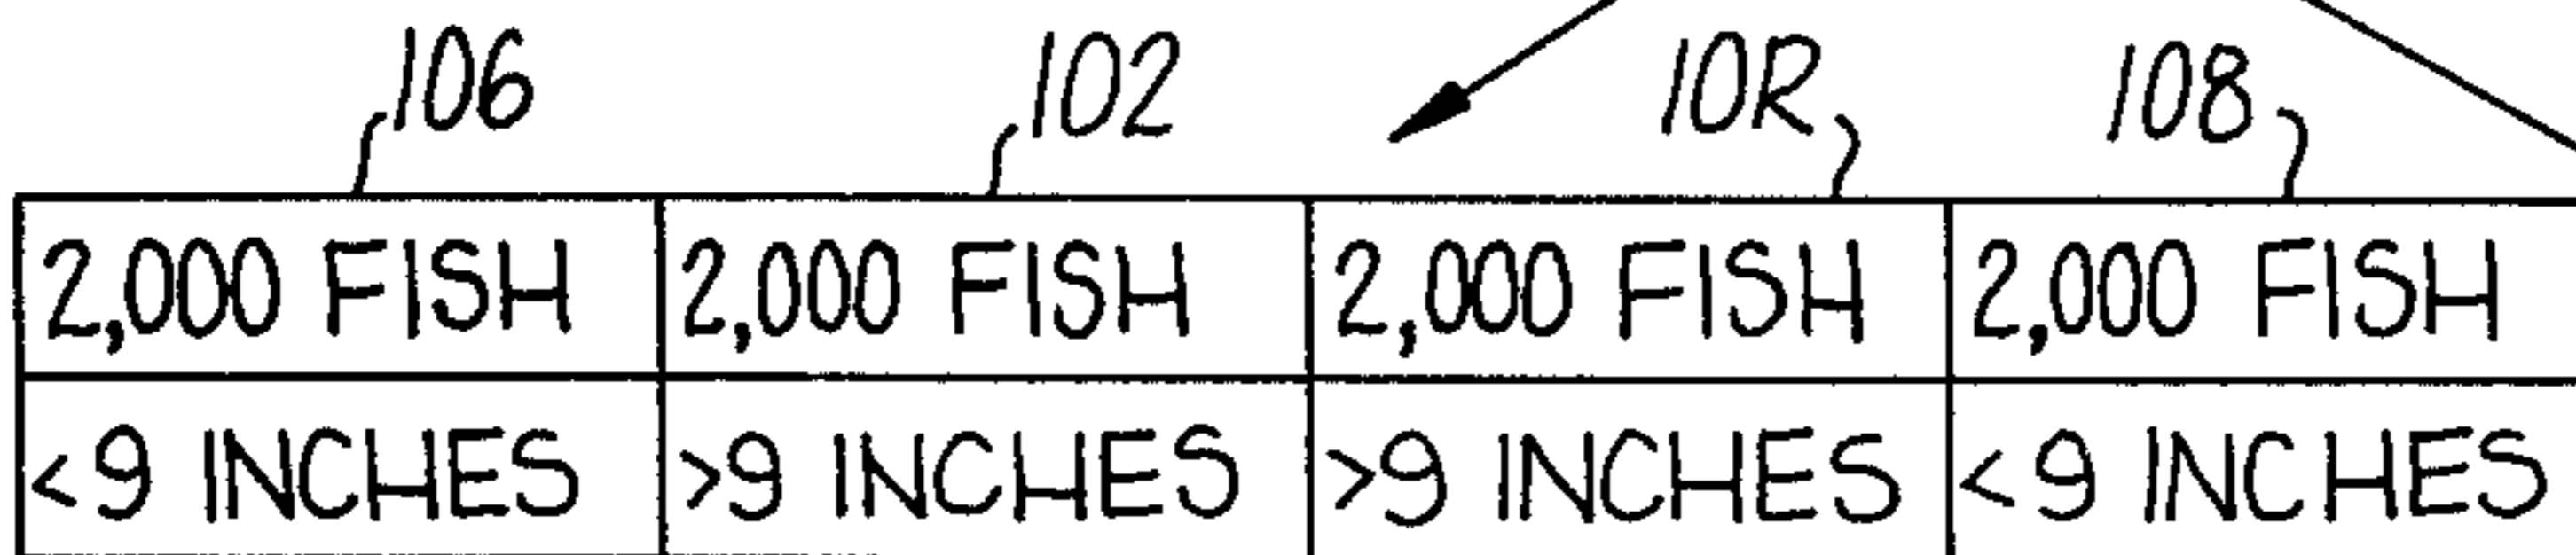 106 102 10R 108
2,000 FISH 2,000 FISH 2,000 FISH 2,000 FISH
<9 INCHES >9 INCHES >9 INCHES <9 INCHES